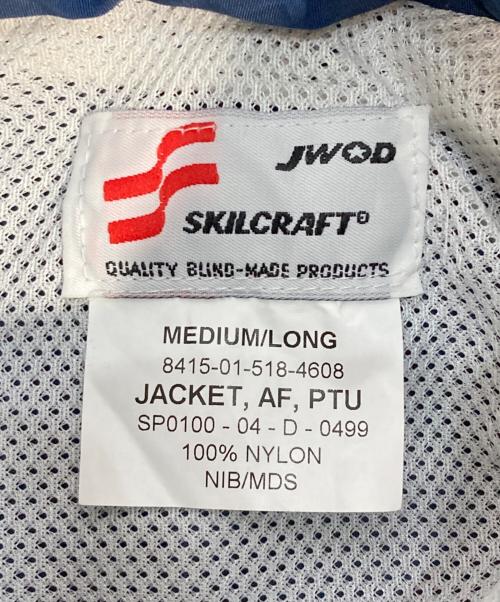 JWOD
SKILCRAFT®
QUALITY BLIND-MADE PRODUCTS
MEDIUM/LONG
8415-01-518-4608
JACKET, AF, PTU
SP0100 - 04 - D - 0499
100% NYLON
NIB/MDS